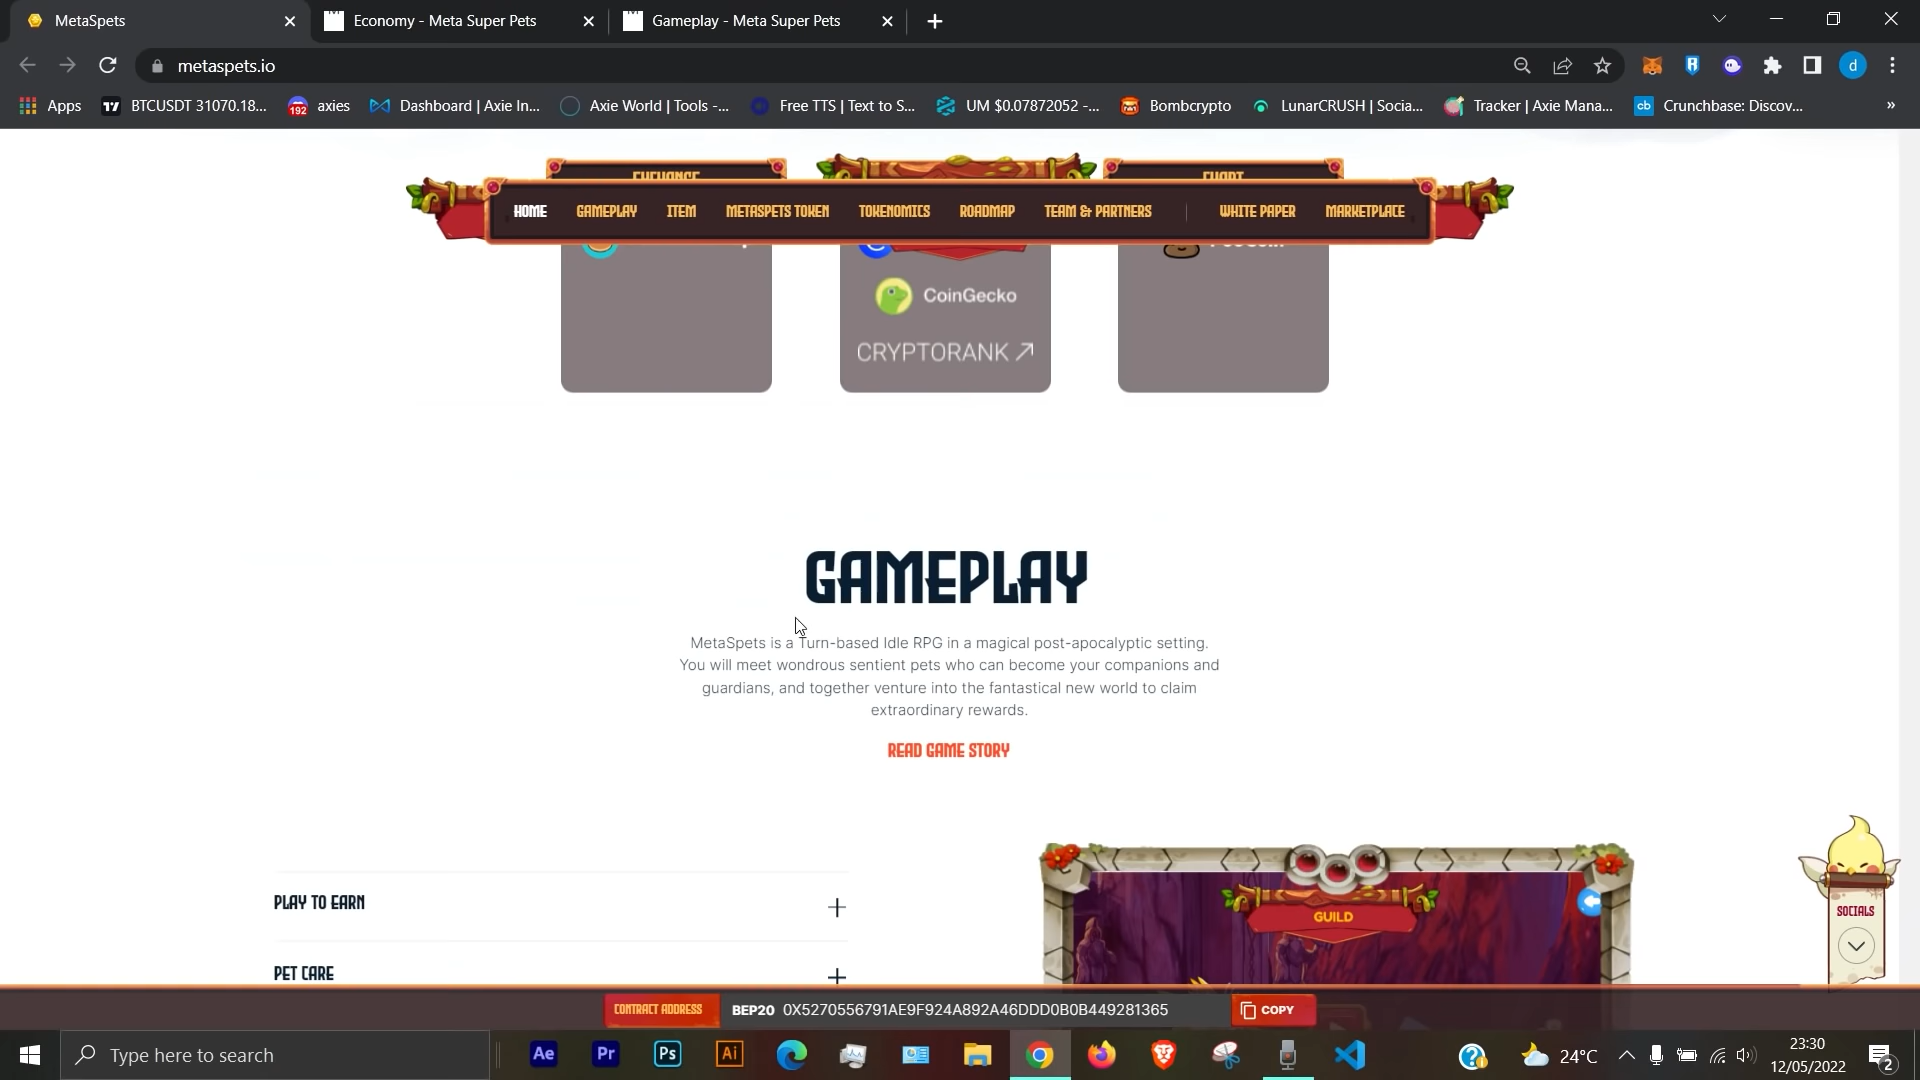 MetaSpets
Economy - Meta Super Pets
Gameplay - Meta Super Pets
metaspets.io
d
Apps
17
BTCUSDT 31070.18...
192
axies
Dashboard | Axie In...
Axie World | Tools -...
Free TTS | Text to S...
UM $0.07872052 -...
Bombcrypto
LunarCRUSH | Socia...
Tracker | Axie Mana...
cb
Crunchbase: Discov...
»
HOME
GAMEPLAY
ITEM
METASPETS TOKEN
TOKENOMICS
ROADMAP
TEAM & PARTNERS
WHITE PAPER
MARKETPLACE
CoinGecko
CRYPTORANK
GAMEPLAY
MetaSpets is a Turn-based Idle RPG in a magical post-apocalyptic setting.
You will meet wondrous sentient pets who can become your companions and
guardians, and together venture into the fantastical new world to claim
extraordinary rewards.
READ GAME STORY
PLAY TO EARN
PET CARE
GUILD
SOCIALS
CONTRACT ADDRESS
BEP20 0X5270556791AE9F924A892A46DDD0B0B449281365
COPY
Type here to search
Ae
Pr
Ps
Ai
24°C
23:30
12/05/2022
2